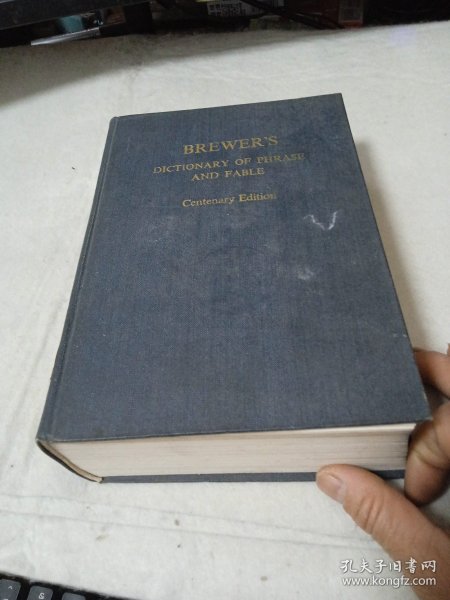 BREWER'S
DICTIONARY OF PHRASE
AND FABLE
Centenary Edition
孔夫子旧书网
www.kongfz.com